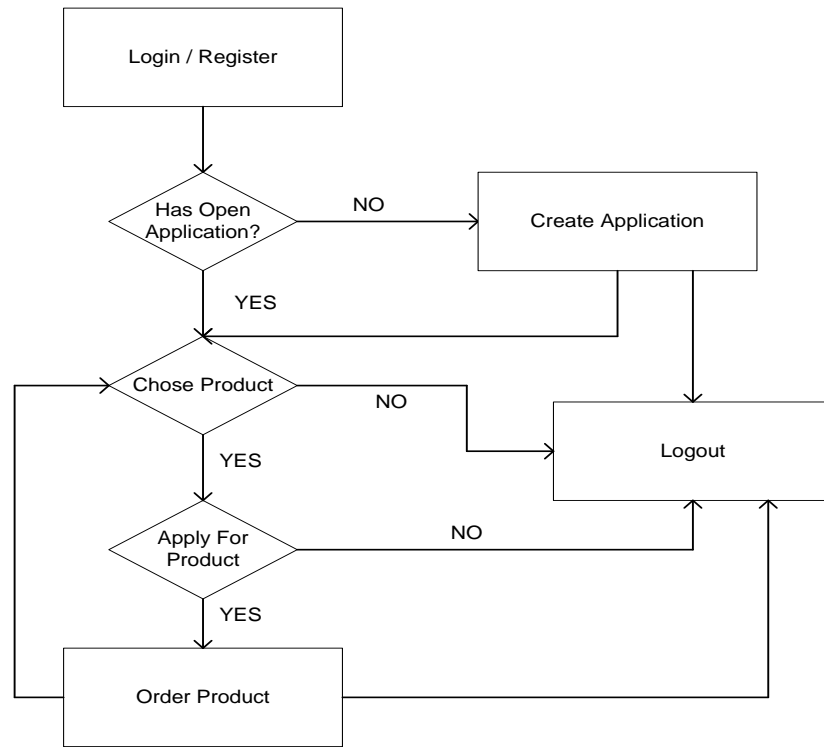 Login / Register
Has Open
Application?
NO
Create Application
YES
Chose Product
NO
Logout
YES
Apply For
Product
NO
YES
Order Product